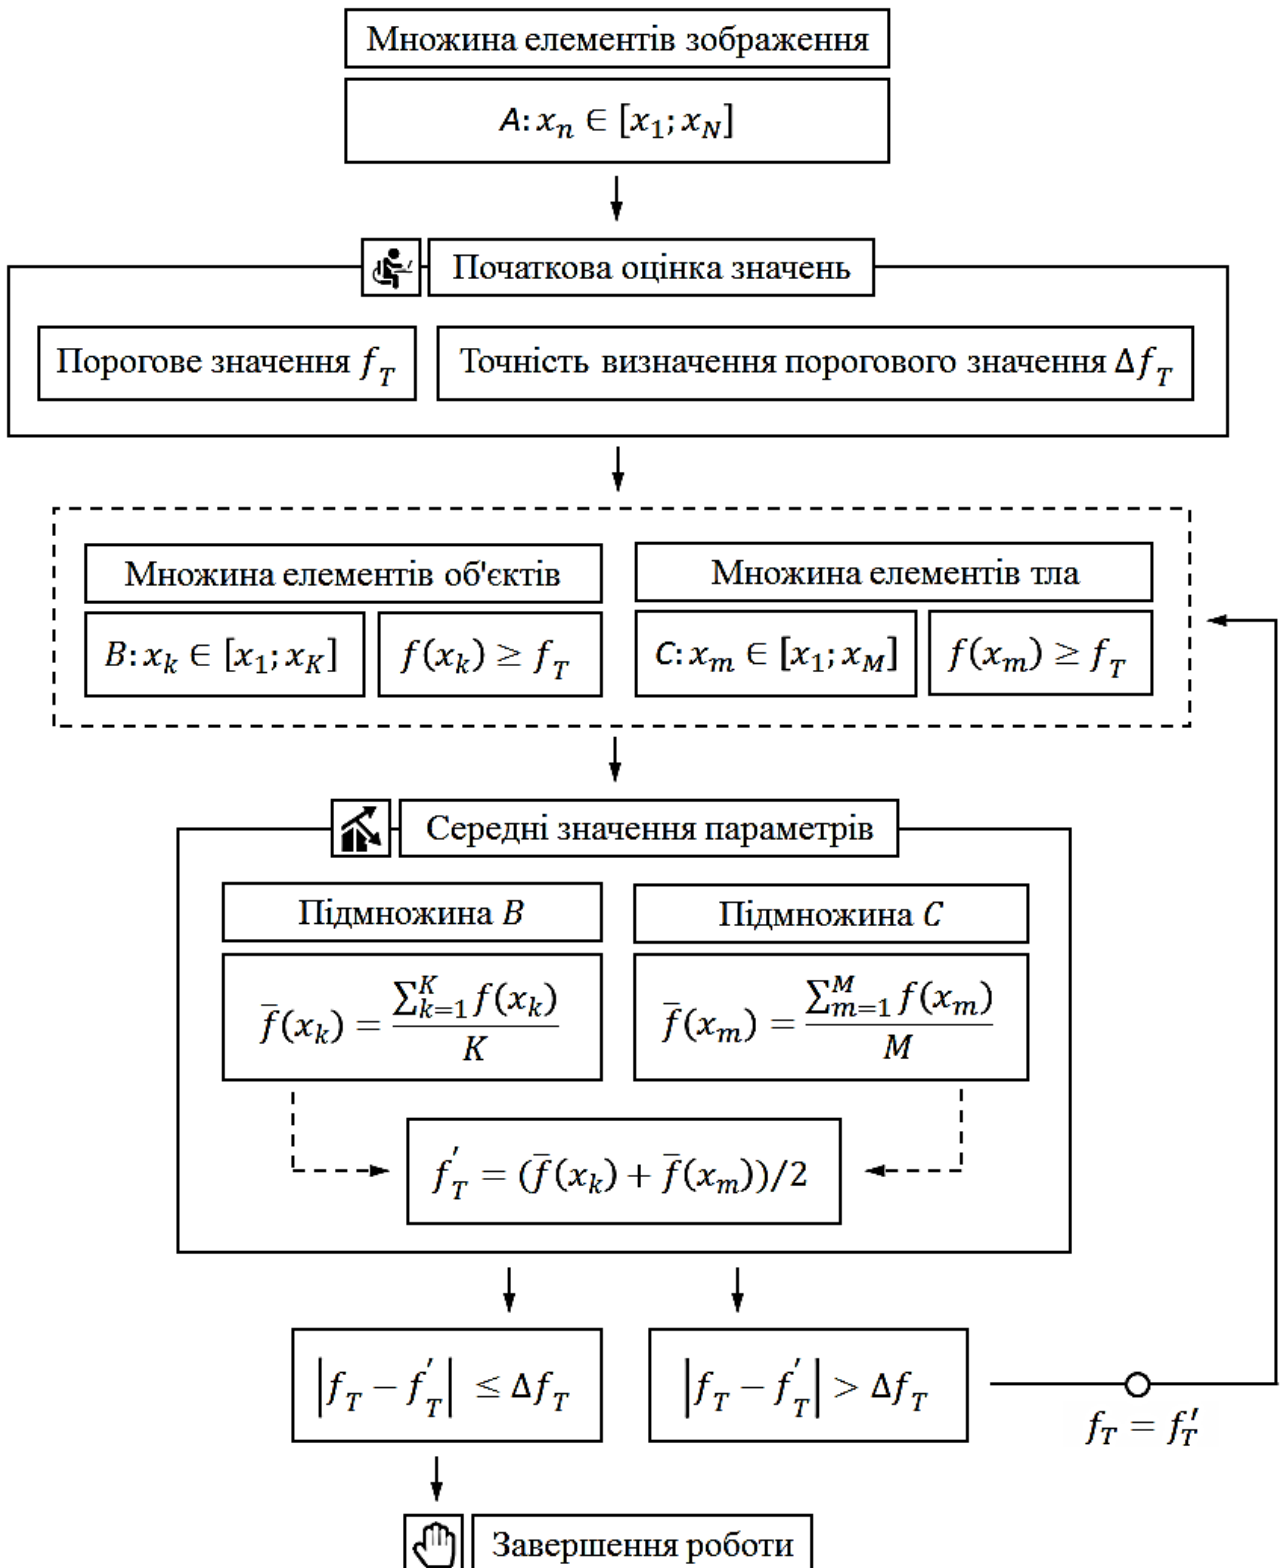 Множина елементів зображення
A: xₙ ∈ [x₁; x_N]
Початкова оцінка значень
Порогове значення f_T
Точність визначення порогового значення Δf_T
Множина елементів об'єктів
Множина елементів тла
B: x_k ∈ [x₁; x_K]
f(x_k) ≥ f_T
C: x_m ∈ [x₁; x_M]
f(x_m) ≥ f_T
Середні значення параметрів
Підмножина B
Підмножина C
f̅(x_k) = ∑_{k=1}^{K} f(x_k) / K
f̅(x_m) = ∑_{m=1}^{M} f(x_m) / M
f'_T = (f̅(x_k) + f̅(x_m))/2
|f_T − f'_T| ≤ Δf_T
|f_T − f'_T| > Δf_T
f_T = f'_T
Завершення роботи